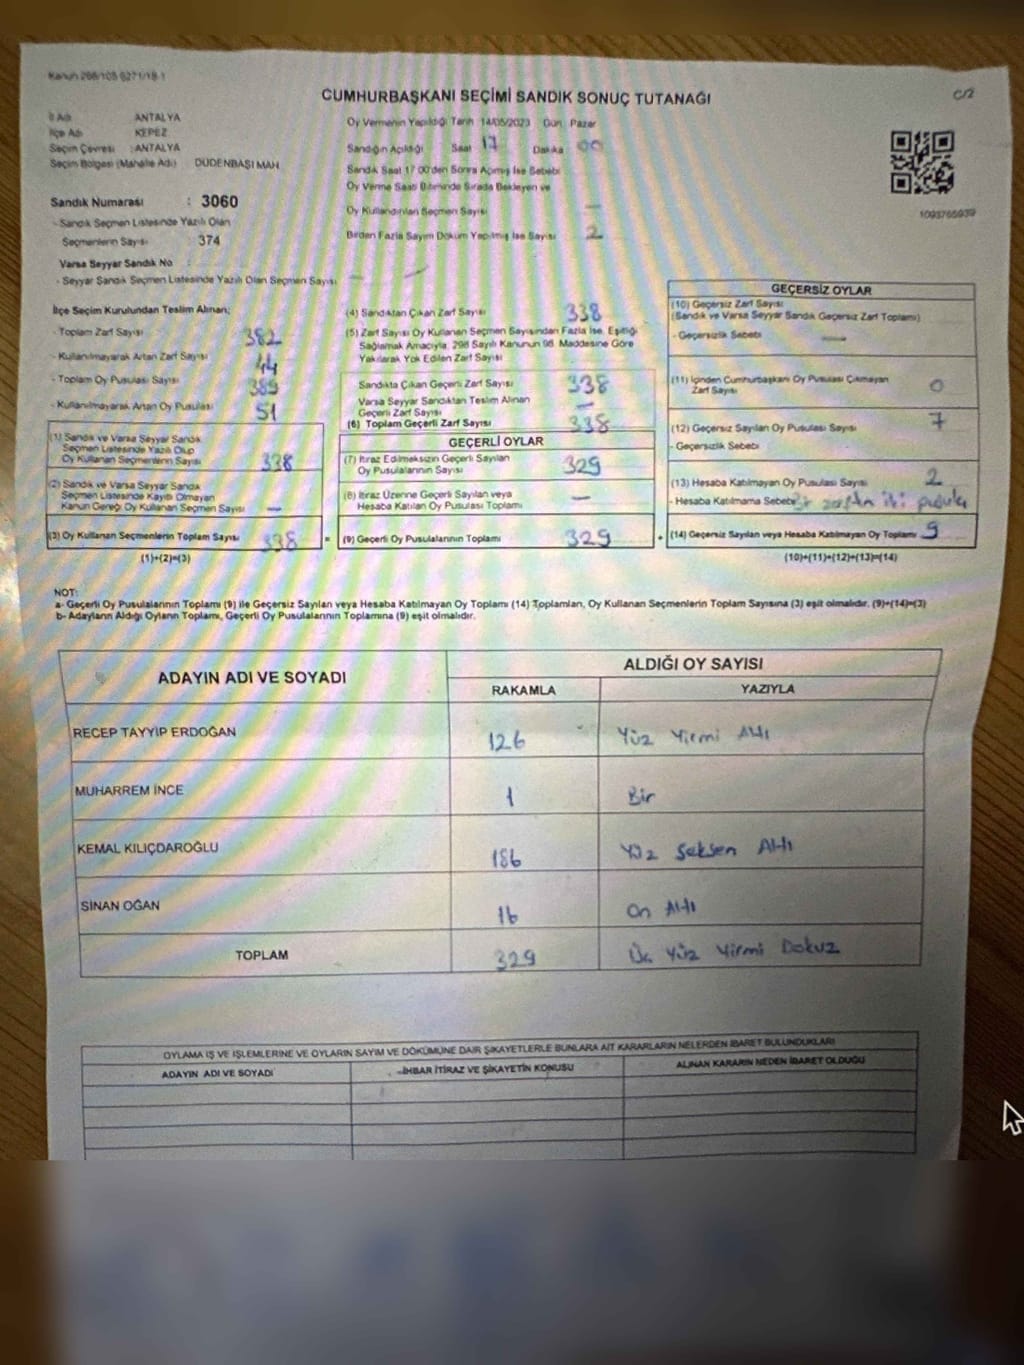 Kanun 298/105 6271/18-1
C/2
CUMHURBAŞKANI SEÇİMİ SANDIK SONUÇ TUTANAĞI
İl Adı ANTALYA
İlçe Adı KEPEZ
Seçim Çevresi : ANTALYA
Seçim Bölgesi (Mahalle Adı) : DÜDENBAŞI MAH.
Sandık Numarası : 3060
- Sandık Seçmen Listesinde Yazılı Olan
Seçmenlerin Sayısı : 374
Varsa Seyyar Sandık No :
- Seyyar Sandık Seçmen Listesinde Yazılı Olan Seçmen Sayısı : —
Oy Vermenin Yapıldığı Tarih 14/05/2023 Gün Pazar
Sandığın Açıldığı Saat 17 Dakika 00
Sandık Saat 17.00'den Sonra Açılmış İse Sebebi
Oy Verme Saati Bitiminde Sırada Bekleyen ve
Oy Kullandırılan Seçmen Sayısı —
Birden Fazla Sayım Döküm Yapılmış İse Sayısı 2
1093765939
İlçe Seçim Kurulundan Teslim Alınan;
- Toplam Zarf Sayısı 382
- Kullanılmayarak Artan Zarf Sayısı 44
- Toplam Oy Pusulası Sayısı 389
- Kullanılmayarak Artan Oy Pusulası 51
(1) Sandık ve Varsa Seyyar Sandık
Seçmen Listesinde Yazılı Olup
Oy Kullanan Seçmenlerin Sayısı 338
(2) Sandık ve Varsa Seyyar Sandık
Seçmen Listesinde Kayıtlı Olmayan
Kanun Gereği Oy Kullanan Seçmen Sayısı —
(3) Oy Kullanan Seçmenlerin Toplam Sayısı 338
(1)+(2)=(3)
(4) Sandıktan Çıkan Zarf Sayısı 338
(5) Zarf Sayısı Oy Kullanan Seçmen Sayısından Fazla İse, Eşitliği
Sağlamak Amacıyla, 298 Sayılı Kanunun 98. Maddesine Göre
Yakılarak Yok Edilen Zarf Sayısı
Sandıkta Çıkan Geçerli Zarf Sayısı 338
Varsa Seyyar Sandıktan Teslim Alınan
Geçerli Zarf Sayısı —
(6) Toplam Geçerli Zarf Sayısı 338
GEÇERLİ OYLAR
(7) İtiraz Edilmeksizin Geçerli Sayılan
Oy Pusulalarının Sayısı 329
(8) İtiraz Üzerine Geçerli Sayılan veya
Hesaba Katılan Oy Pusulası Toplamı —
= (9) Geçerli Oy Pusulalarının Toplamı 329
GEÇERSİZ OYLAR
(10) Geçersiz Zarf Sayısı
(Sandık ve Varsa Seyyar Sandık Geçersiz Zarf Toplamı)
- Geçersizlik Sebebi —
(11) İçinden Cumhurbaşkanı Oy Pusulası Çıkmayan
Zarf Sayısı 0
(12) Geçersiz Sayılan Oy Pusulası Sayısı 7
- Geçersizlik Sebebi
(13) Hesaba Katılmayan Oy Pusulası Sayısı 2
- Hesaba Katılmama Sebebi Bir zarftan iki pusula
+ (14) Geçersiz Sayılan veya Hesaba Katılmayan Oy Toplamı 9
(10)+(11)+(12)+(13)=(14)
NOT:
a- Geçerli Oy Pusulalarının Toplamı (9) ile Geçersiz Sayılan veya Hesaba Katılmayan Oy Toplamı (14) Toplamları, Oy Kullanan Seçmenlerin Toplam Sayısına (3) eşit olmalıdır. (9)+(14)=(3)
b- Adayların Aldığı Oyların Toplamı, Geçerli Oy Pusulalarının Toplamına (9) eşit olmalıdır.
ADAYIN ADI VE SOYADI ALDIĞI OY SAYISI
RAKAMLA YAZIYLA
RECEP TAYYİP ERDOĞAN 126 Yüz Yirmi Altı
MUHARREM İNCE 1 Bir
KEMAL KILIÇDAROĞLU 186 Yüz Seksen Altı
SİNAN OĞAN 16 On Altı
TOPLAM 329 Üç Yüz Yirmi Dokuz
OYLAMA İŞ VE İŞLEMLERİNE VE OYLARIN SAYIM VE DÖKÜMÜNE DAİR ŞİKAYETLERLE BUNLARA AİT KARARLARIN NELERDEN İBARET BULUNDUKLARI
ADAYIN ADI VE SOYADI İHBAR İTİRAZ VE ŞİKAYETİN KONUSU ALINAN KARARIN NEDEN İBARET OLDUĞU